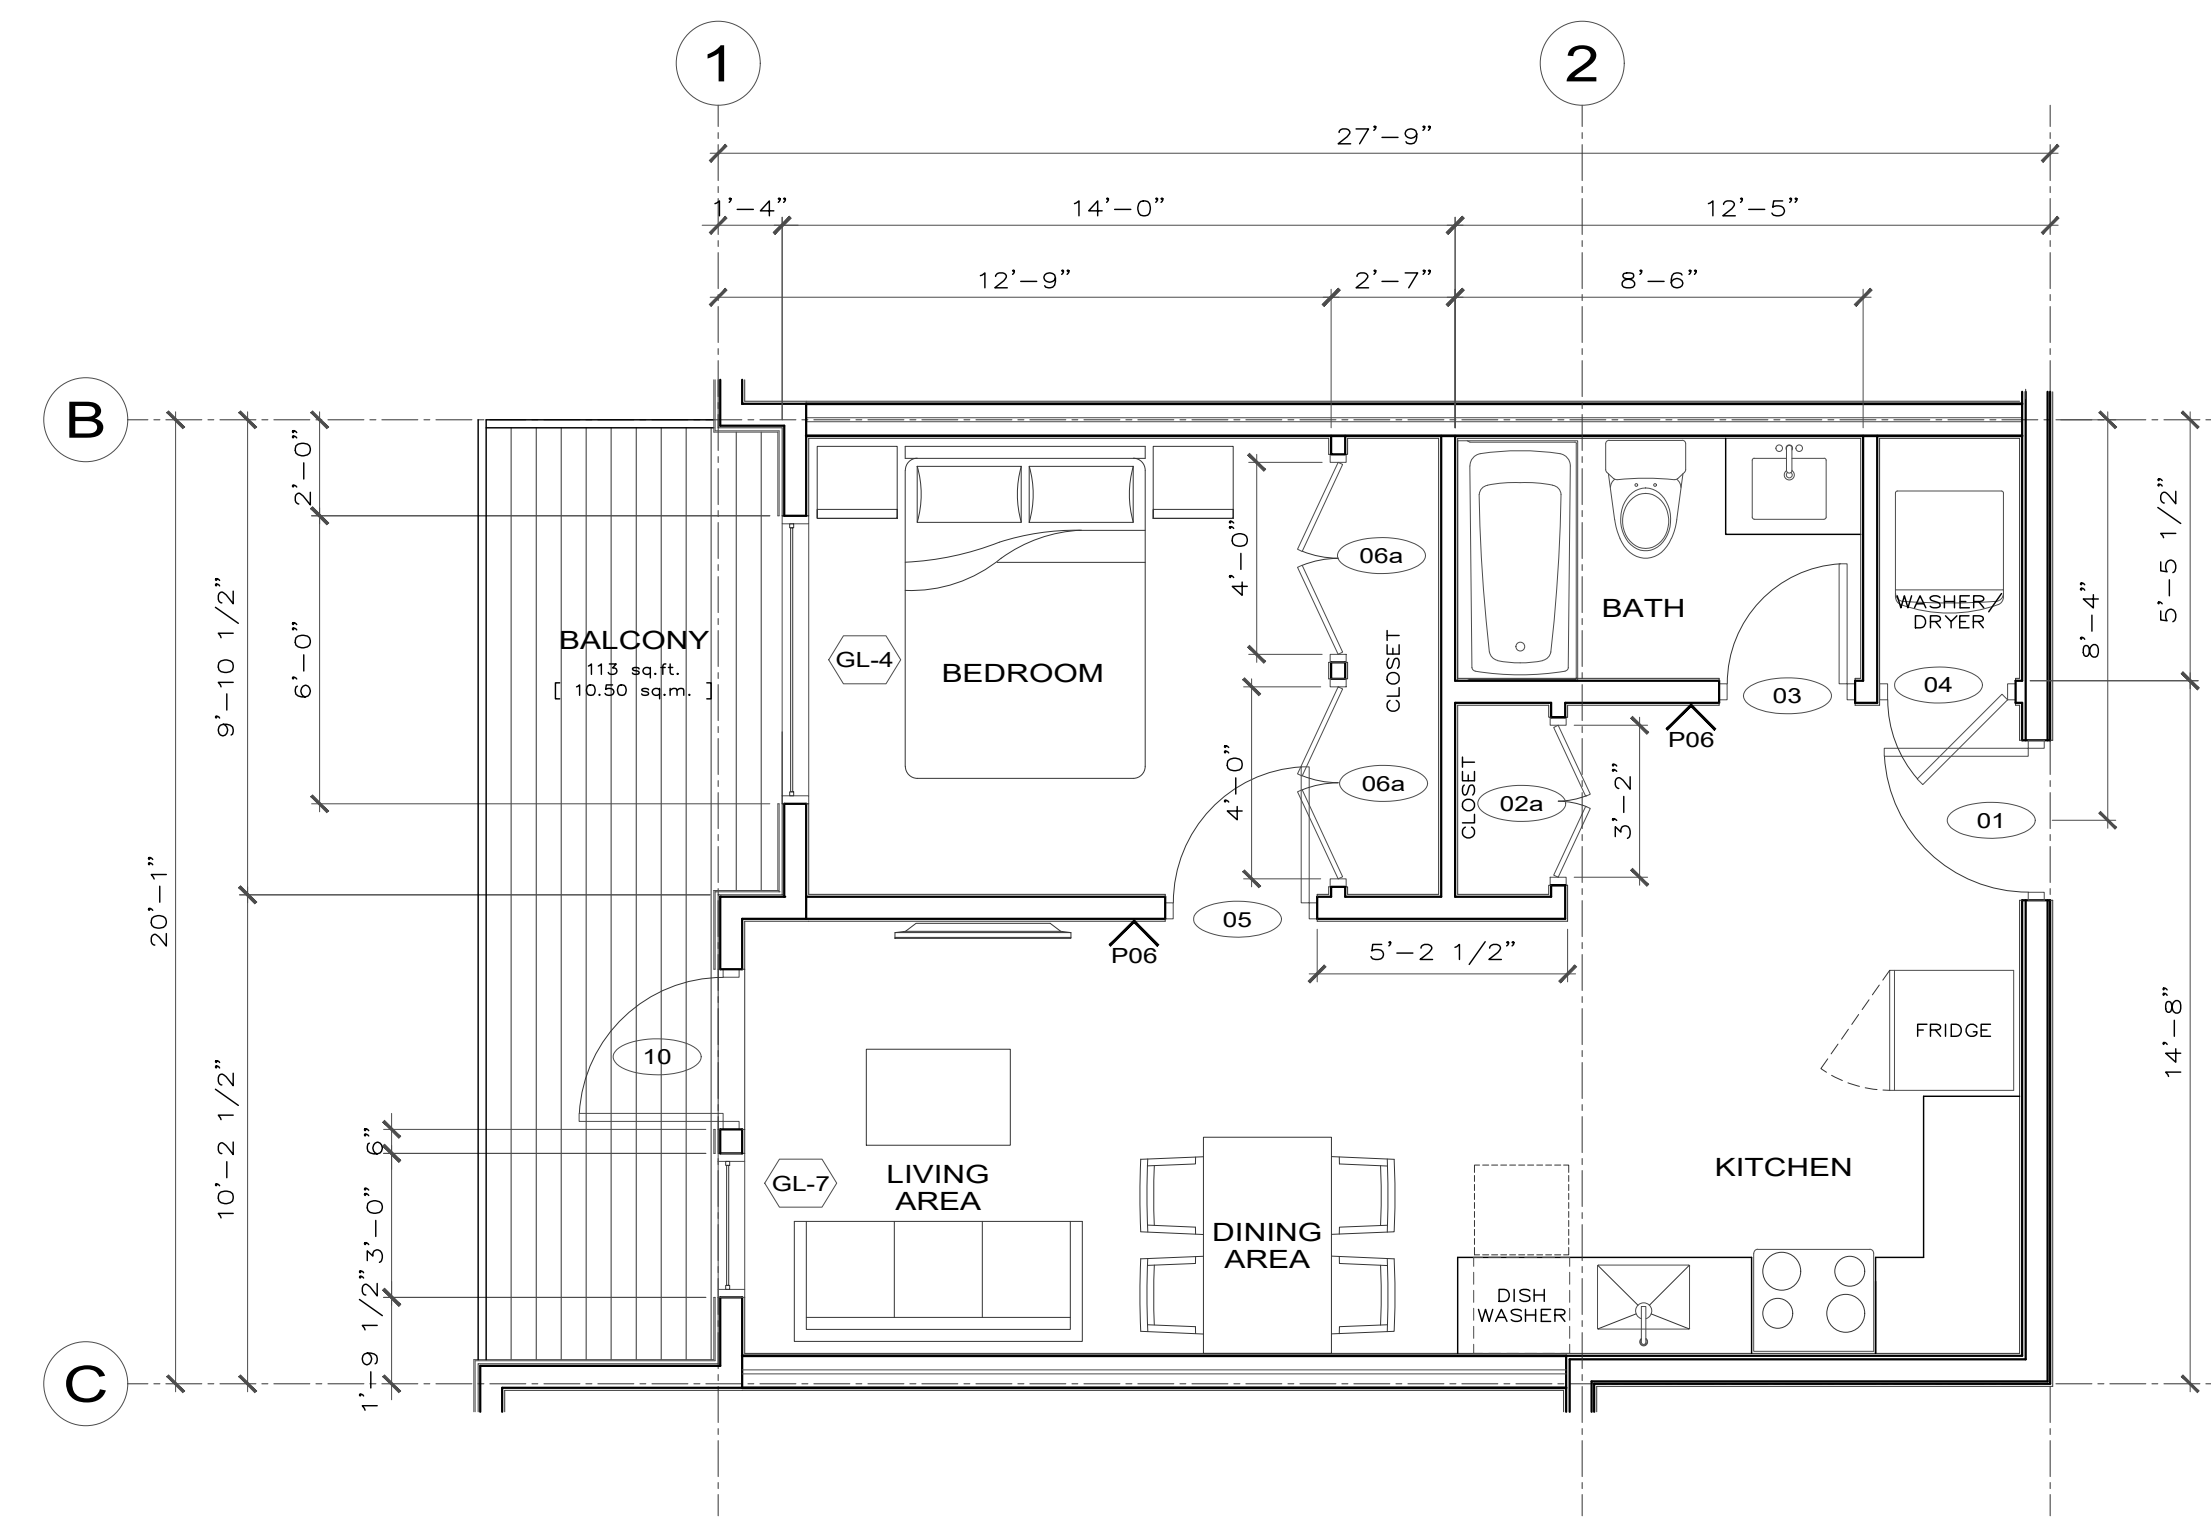 1
2
27'–9”
1'–4”
14'–0”
12'–5”
12'–9”
2'–7”
8'–6”
B
2'–0”
6'–0”
9'–10 1/2”
20'–1”
10'–2 1/2”
6”
3'–0”
1'–9 1/2”
C
BALCONY
113 sq.ft.
[ 10.50 sq.m. ]
GL-4
BEDROOM
4'–0”
4'–0”
06a
06a
CLOSET
BATH
WASHER/
DRYER
03
04
P06
CLOSET
02a
3'–2”
01
5'–5 1/2”
8'–4”
14'–8”
05
P06
5'–2 1/2”
10
FRIDGE
GL-7
LIVING
AREA
DINING
AREA
KITCHEN
DISH
WASHER